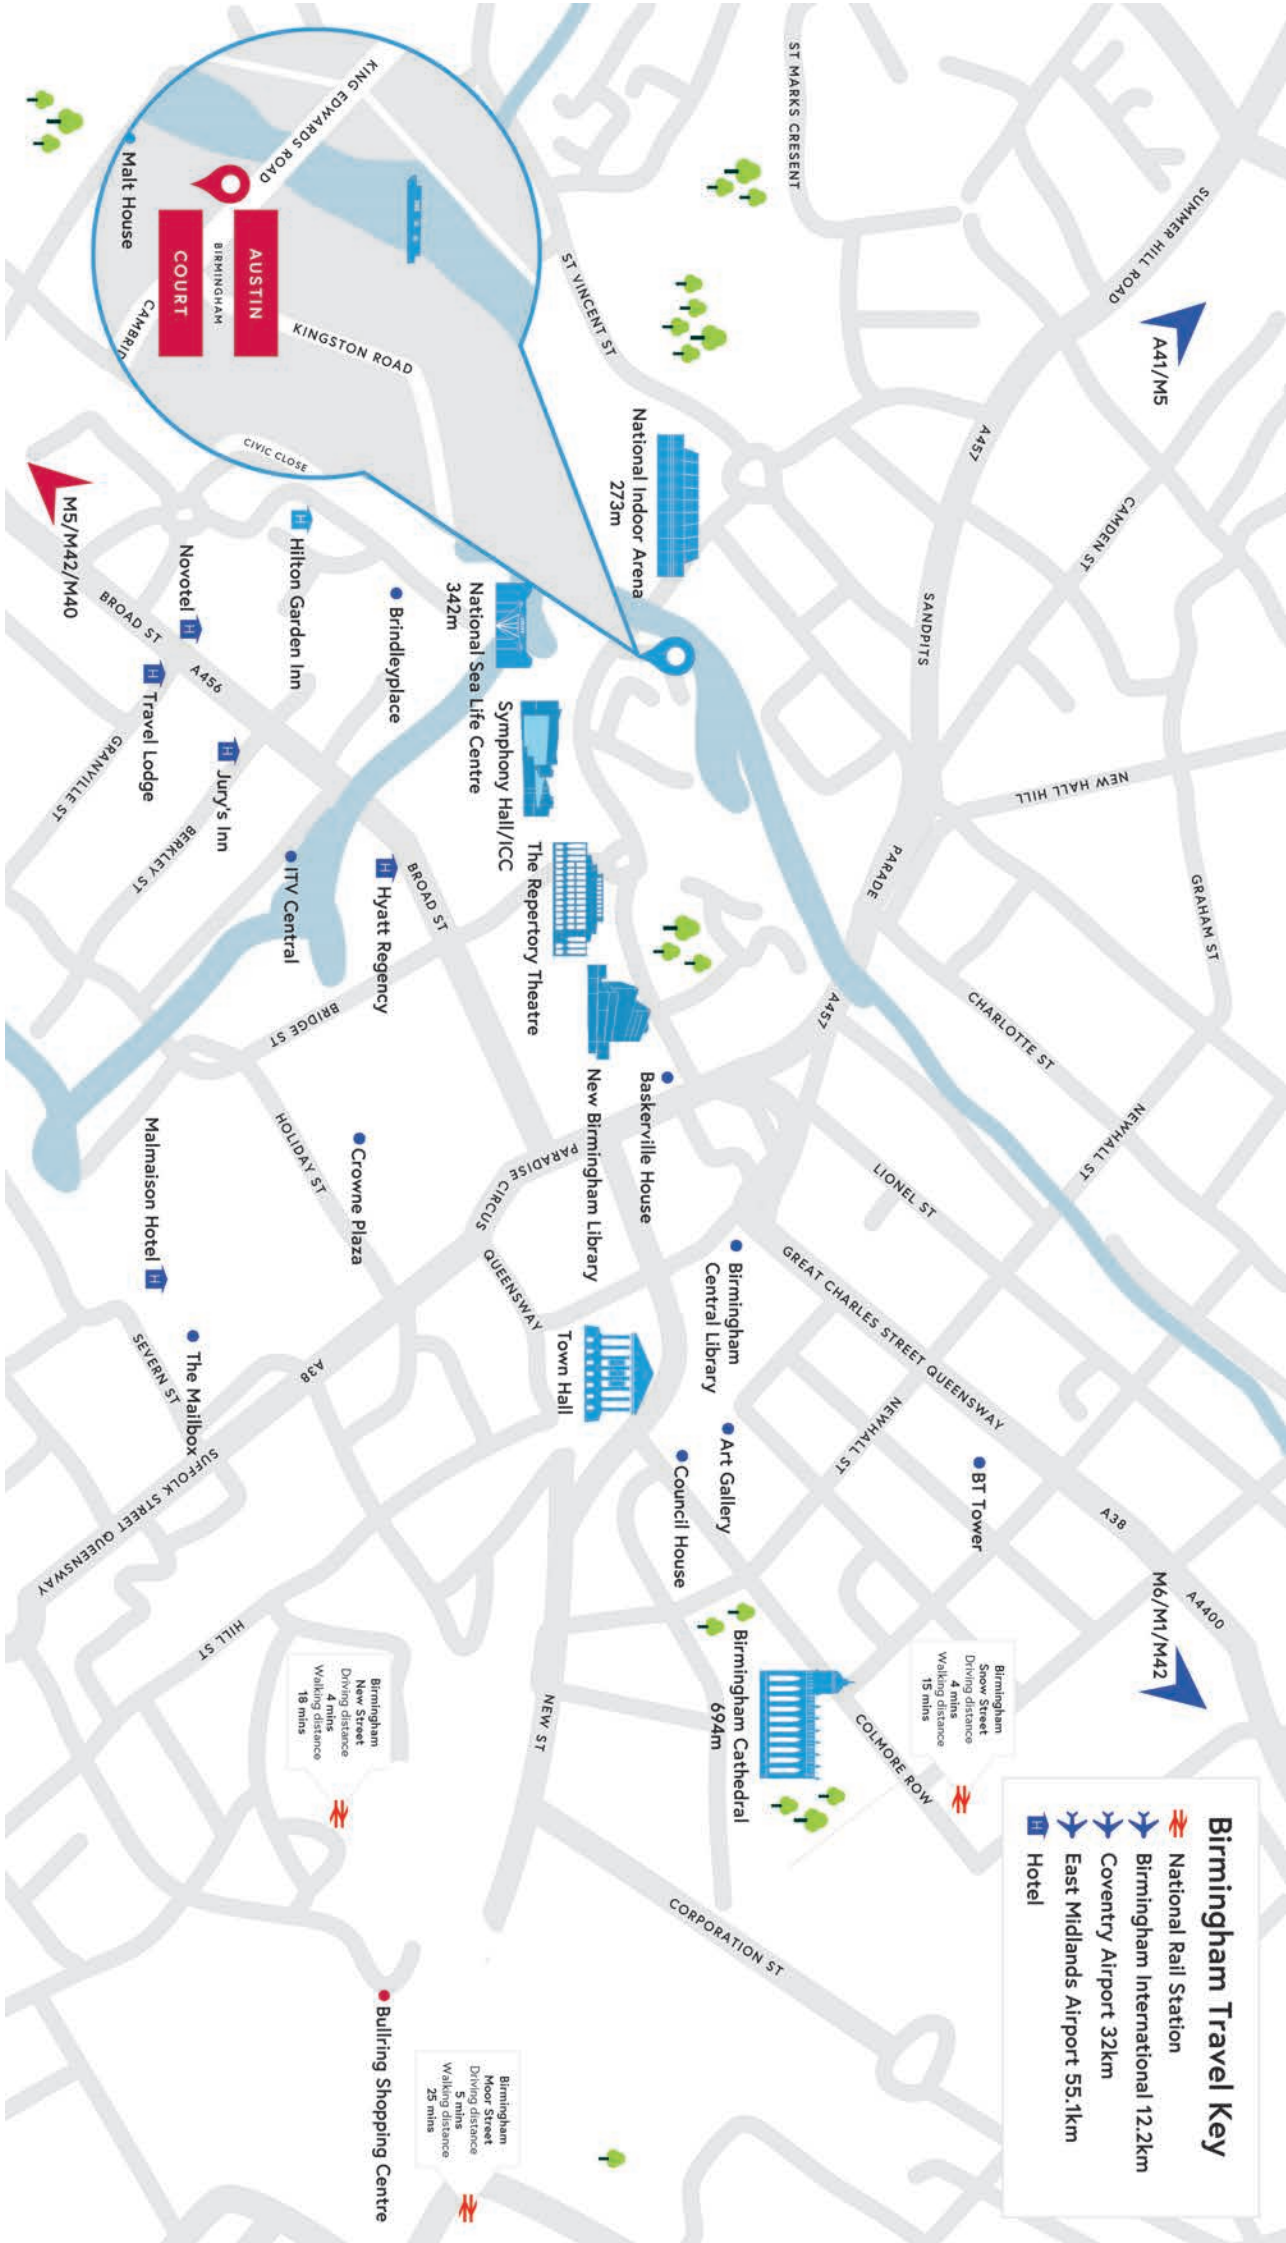 Birmingham Travel Key
National Rail Station
Birmingham International 12.2km
Coventry Airport 32km
East Midlands Airport 55.1km
H Hotel
A41/M5
SUMMER HILL ROAD
ST MARKS CRESENT
ST VINCENT ST
A457
CAMDEN ST
SANDPITS
NEW HALL HILL
GRAHAM ST
PARADE
A457
CHARLOTTE ST
NEWHALL ST
LIONEL ST
GREAT CHARLES STREET QUEENSWAY
NEWHALL ST
BT Tower
A38
A4400
M6/M1/M42
Birmingham
Snow Street
Driving distance
4 mins
Walking distance
15 mins
COLMORE ROW
National Indoor Arena
273m
KING EDWARDS ROAD
Malt House
AUSTIN
BIRMINGHAM
COURT
KINGSTON ROAD
CAMBRID
CIVIC CLOSE
National Sea Life Centre
342m
Symphony Hall/ICC
The Repertory Theatre
New Birmingham Library
Baskerville House
Birmingham
Central Library
Art Gallery
Council House
Town Hall
Birmingham Cathedral
694m
PARADISE CIRCUS
QUEENSWAY
Brindleyplace
H Hilton Garden Inn
Novotel H
H Travel Lodge
H Jury's Inn
H Hyatt Regency
ITV Central
M5/M42/M40
BROAD ST
A456
BROAD ST
GRANVILLE ST
BERKLEY ST
BRIDGE ST
HOLIDAY ST
Crowne Plaza
Malmaison Hotel H
The Mailbox
SEVERN ST
A38
SUFFOLK STREET QUEENSWAY
HILL ST
NEW ST
CORPORATION ST
Birmingham
New Street
Driving distance
4 mins
Walking distance
18 mins
Bullring Shopping Centre
Birmingham
Moor Street
Driving distance
5 mins
Walking distance
25 mins